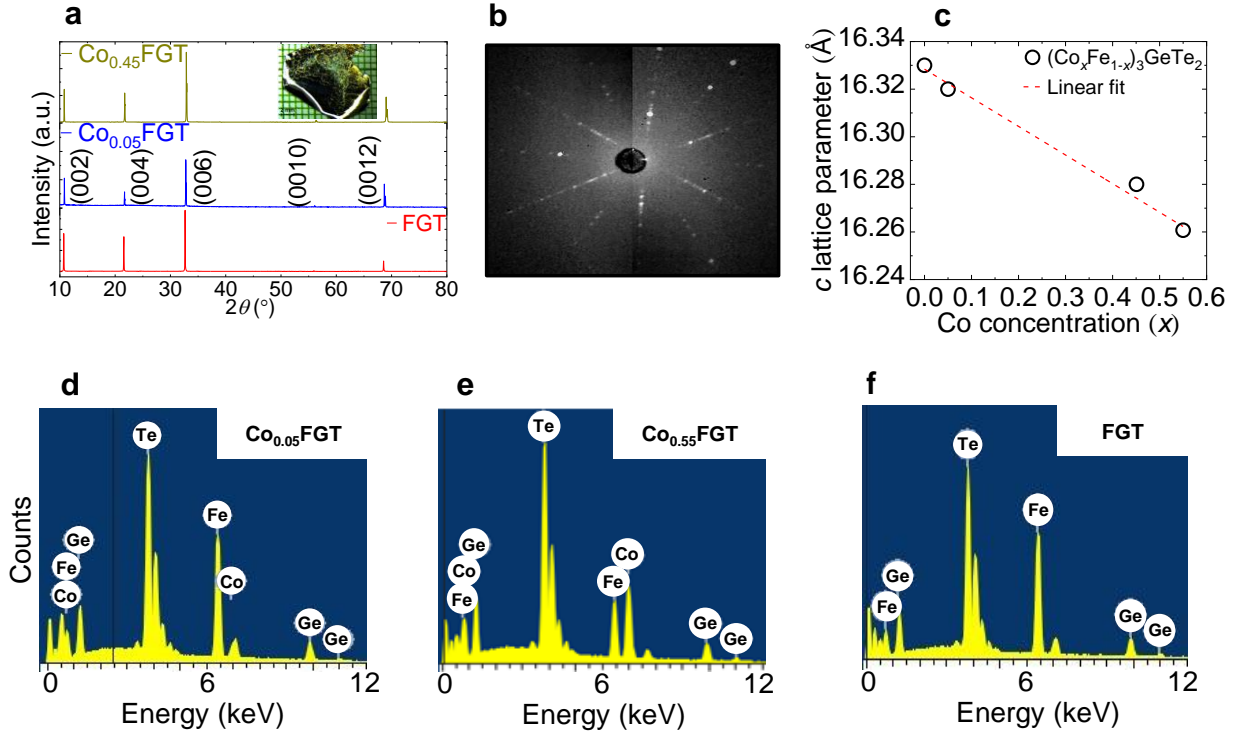 a
Co0.45FGT
Co0.05FGT
(002)
(004)
(006)
(0010)
(0012)
FGT
Intensity (a.u.)
10 20 30 40 50 60 70 80
2θ (°)
b
c
16.34
16.33
16.30
16.28
16.26
16.24
c lattice parameter (Å)
(CoxFe1-x)3GeTe2
Linear fit
0.0 0.1 0.2 0.3 0.4 0.5 0.6
Co concentration (x)
d
Co0.05FGT
Te
Fe
Co
Ge
Fe
Co
Ge
Ge
Counts
0 6 12
Energy (keV)
e
Co0.55FGT
Te
Ge
Co
Fe
Fe
Co
Ge
Ge
0 6 12
Energy (keV)
f
FGT
Te
Fe
Ge
Fe
Ge
Ge
0 6 12
Energy (keV)